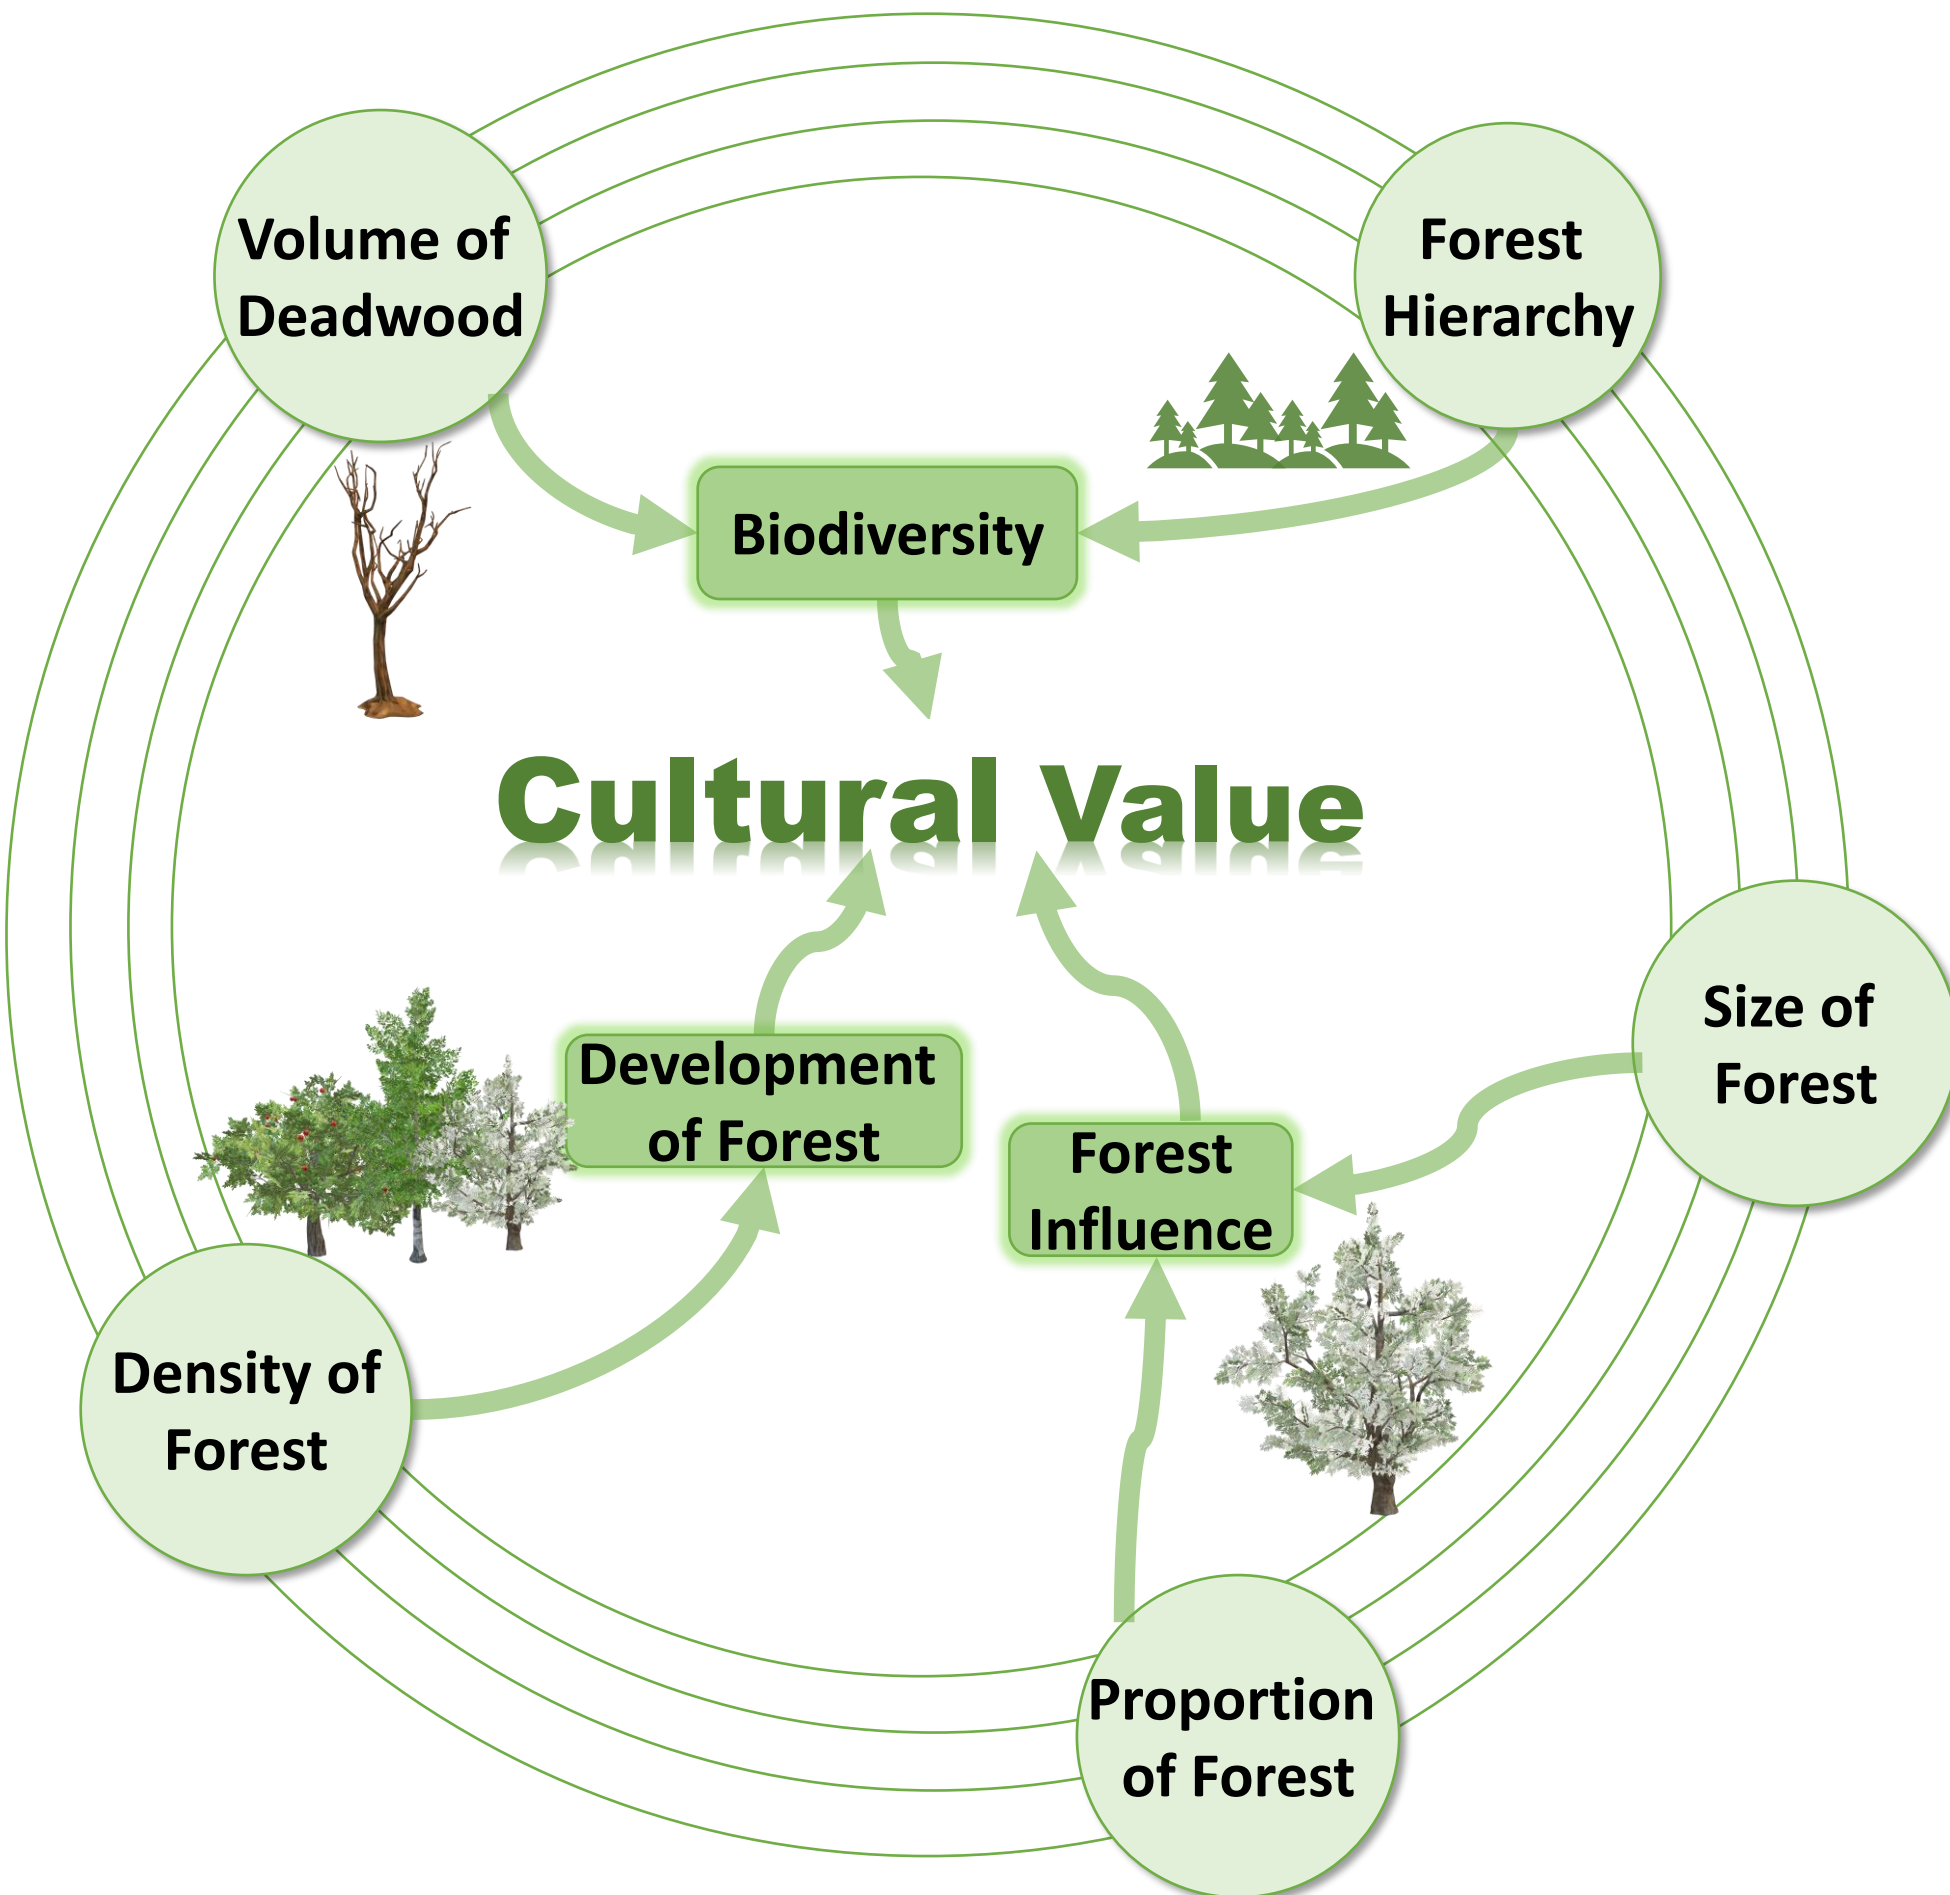 Volume of
Deadwood
Forest
Hierarchy
Biodiversity
Cultural Value
Size of
Forest
Development
of Forest
Forest
Influence
Density of
Forest
Proportion
of Forest